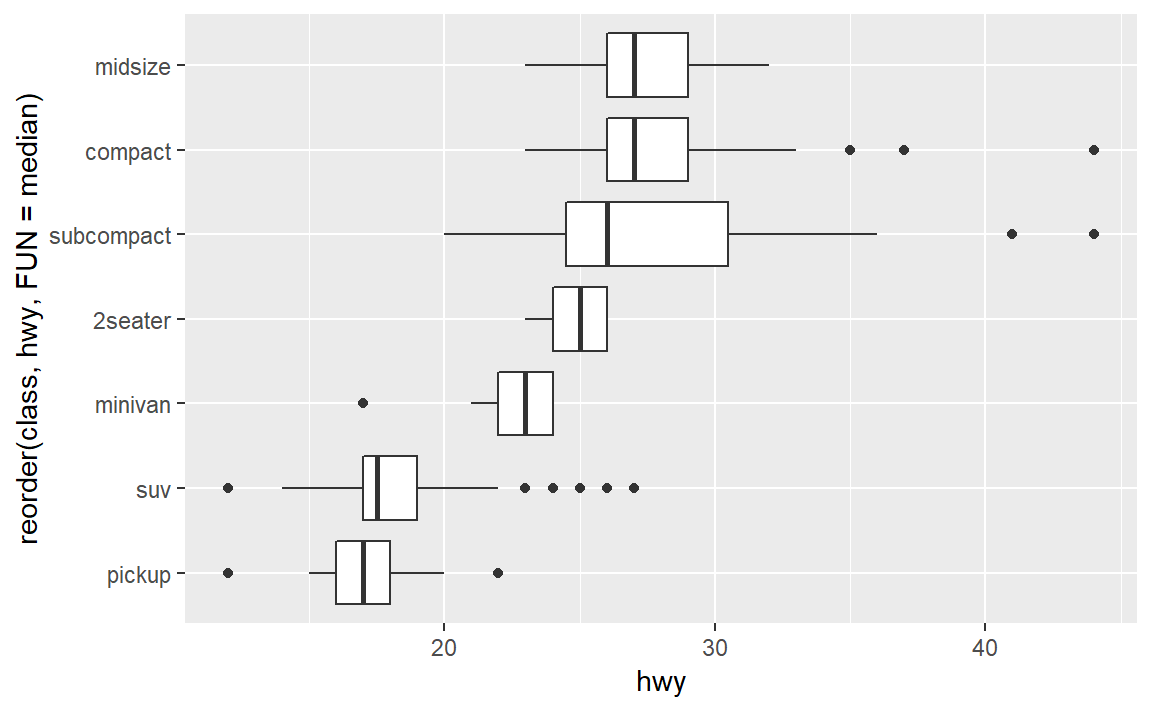 reorder(class, hwy, FUN = median)
midsize
compact
subcompact
2seater
minivan
suv
pickup
20 30 40
hwy